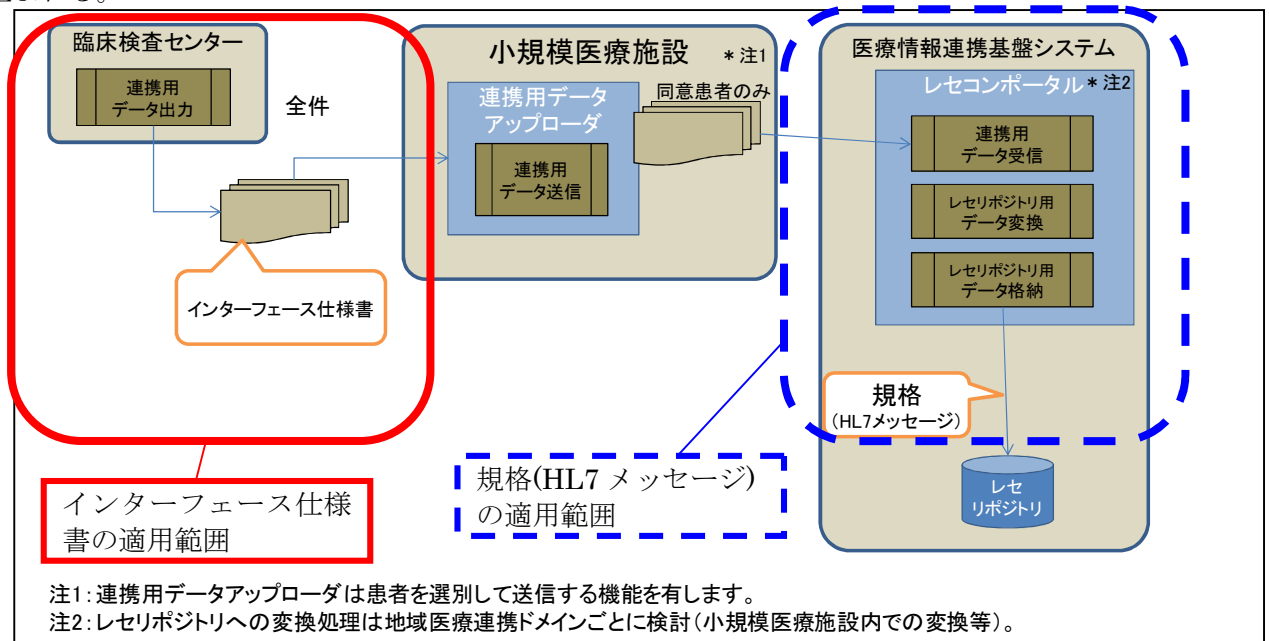 臨床検査センター
連携用
データ出力
全件
インターフェース仕様書
小規模医療施設 *注1
連携用データ
アップローダ
連携用
データ送信
同意患者のみ
医療情報連携基盤システム
レセコンポータル*注2
連携用
データ受信
レセリポジトリ用
データ変換
レセリポジトリ用
データ格納
規格
(HL7メッセージ)
レセ
リポジトリ
インターフェース仕様
書の適用範囲
規格(HL7 メッセージ)
の適用範囲
注1:連携用データアップローダは患者を選別して送信する機能を有します。
注2:レセリポジトリへの変換処理は地域医療連携ドメインごとに検討(小規模医療施設内での変換等)。